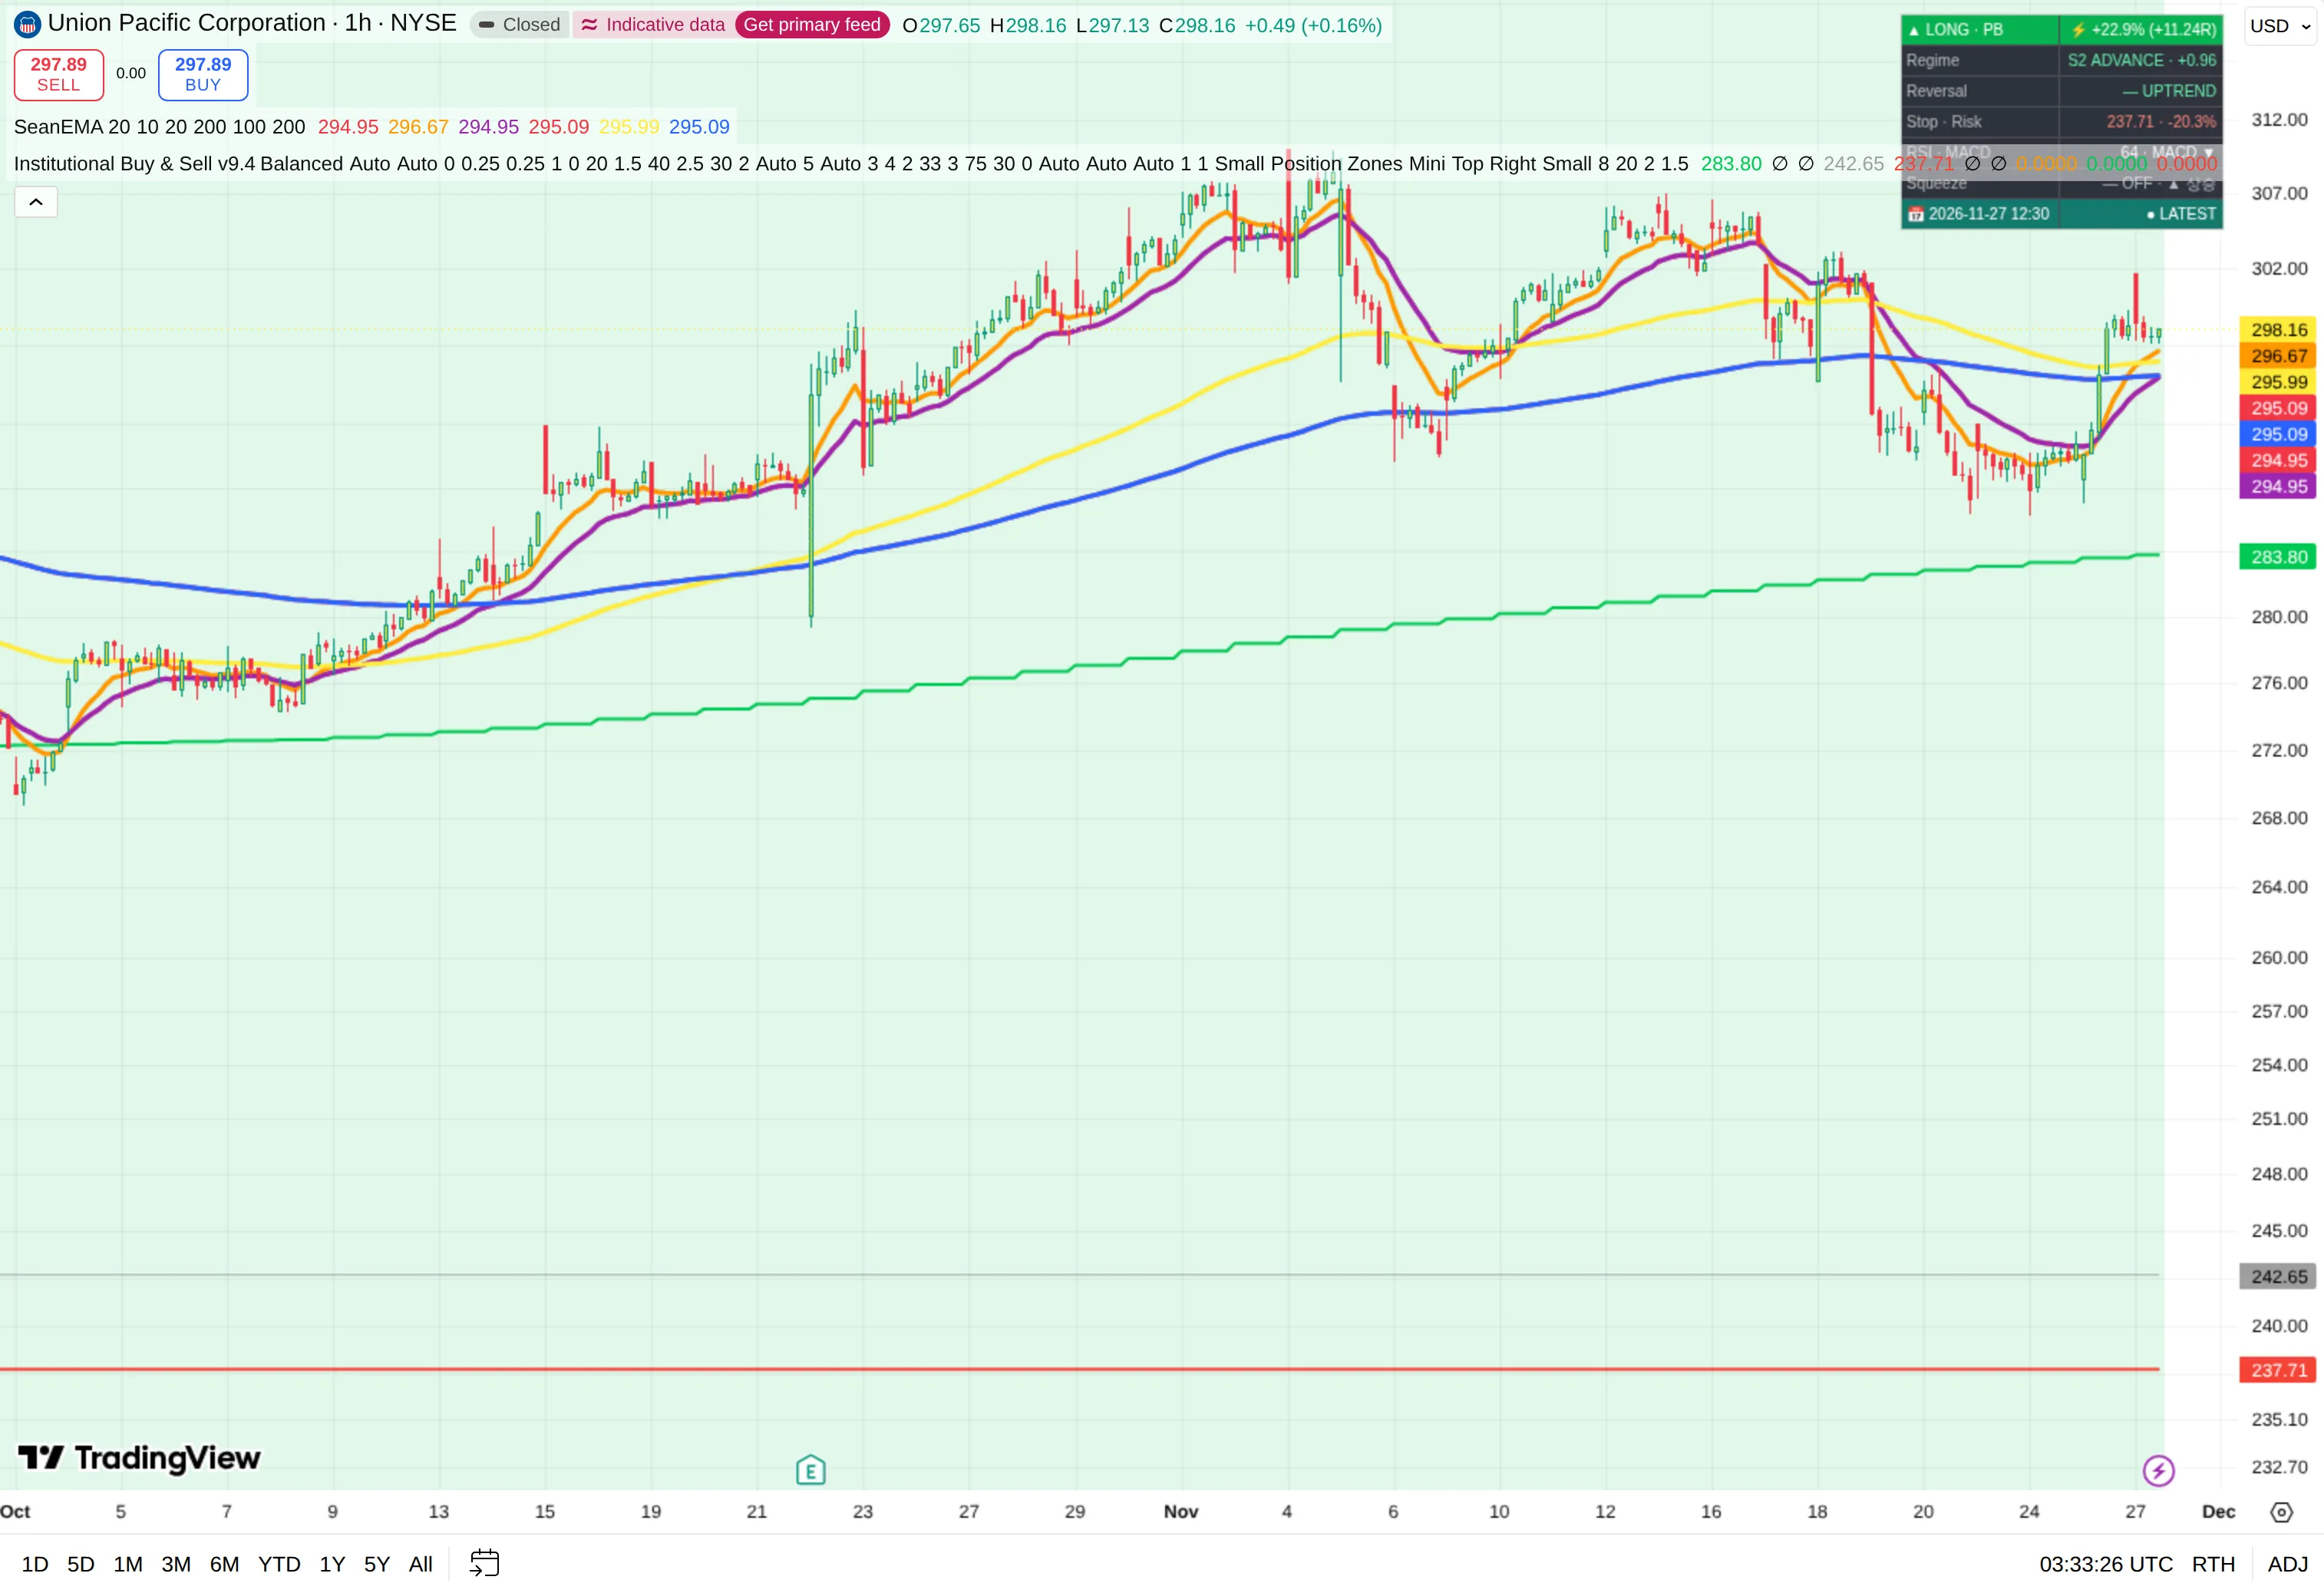 Union Pacific Corporation · 1h · NYSE Closed Indicative data Get primary feed O297.65 H298.16 L297.13 C298.16 +0.49 (+0.16%)
297.89 SELL 0.00 297.89 BUY
SeanEMA 20 10 20 200 100 200 294.95 296.67 294.95 295.09 295.99 295.09
Institutional Buy & Sell v9.4 Balanced Auto Auto 0 0.25 0.25 1 0 20 1.5 40 2.5 30 2 Auto 5 Auto 3 4 2 33 3 75 30 0 Auto Auto Auto 1 1 Small Position Zones Mini Top Right Small 8 20 2 1.5 283.80 ∅ ∅ 242.65 237.71 ∅ ∅ 0.0000 0.0000 0.0000
▲ LONG · PB ⚡ +22.9% (+11.24R)
Regime S2 ADVANCE · +0.96
Reversal — UPTREND
Stop · Risk 237.71 · -20.3%
RSI · MACD 64 · MACD ▼
Squeeze — OFF · ▲ 상승
📅 2026-11-27 12:30 ● LATEST
USD
312.00
307.00
302.00
298.16
296.67
295.99
295.09
295.09
294.95
294.95
283.80
280.00
276.00
272.00
268.00
264.00
260.00
257.00
254.00
251.00
248.00
245.00
242.65
240.00
237.71
235.10
232.70
TradingView
E
Oct 5 7 9 13 15 19 21 23 27 29 Nov 4 6 10 12 16 18 20 24 27 Dec
1D 5D 1M 3M 6M YTD 1Y 5Y All 03:33:26 UTC RTH ADJ